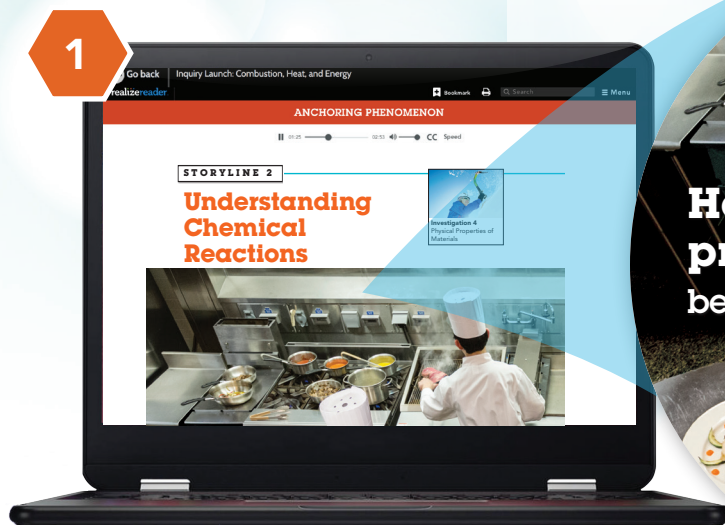 1
Go back Inquiry Launch: Combustion, Heat, and Energy
realizereader Bookmark Search Menu
ANCHORING PHENOMENON
01:25 02:53 CC Speed
STORYLINE 2
Understanding
Chemical
Reactions
Investigation 4
Physical Properties of
Materials